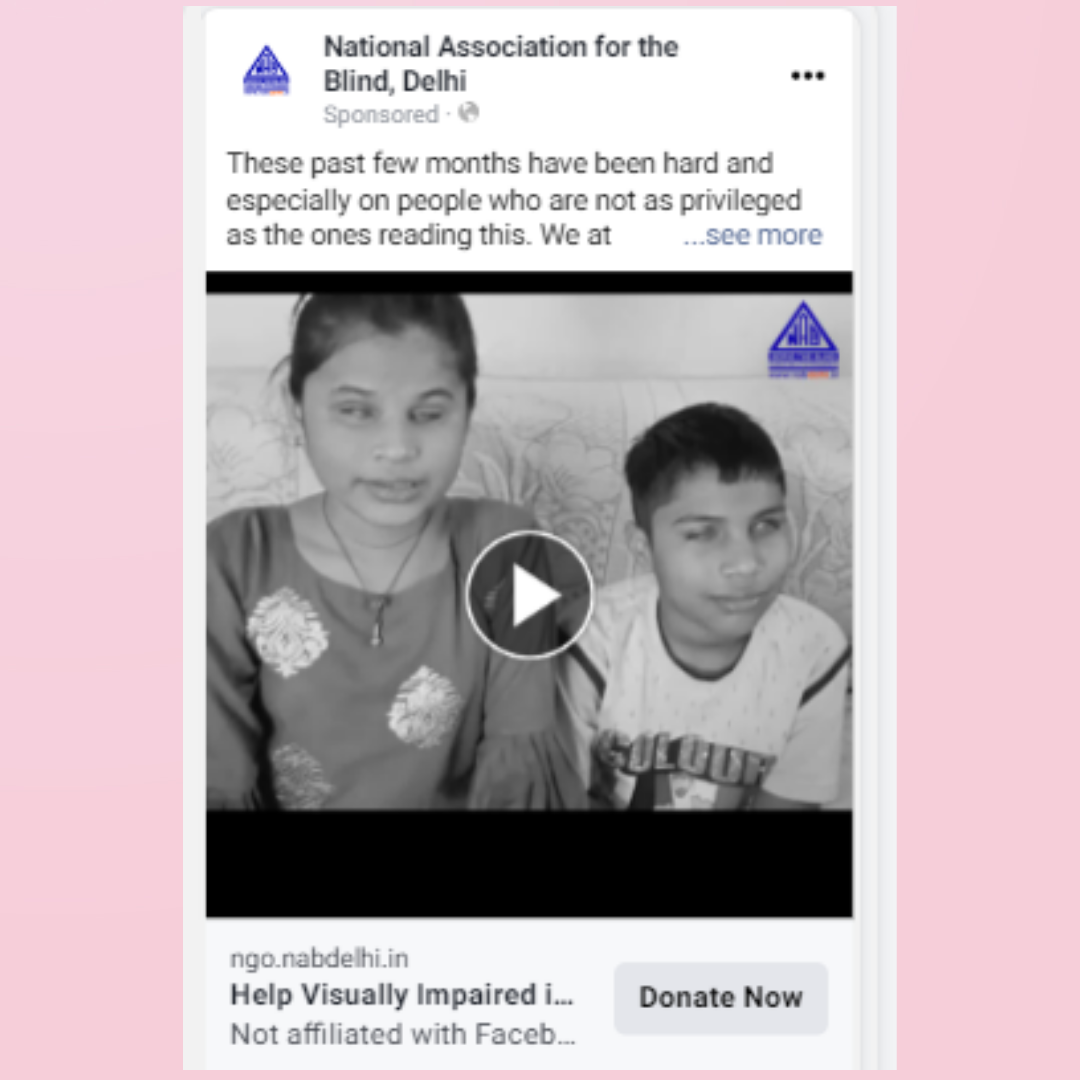 National Association for the
Blind, Delhi
Sponsored ·
These past few months have been hard and
especially on people who are not as privileged
as the ones reading this. We at ...see more
NAB
COLOUR
ngo.nabdelhi.in
Help Visually Impaired i...
Donate Now
Not affiliated with Faceb...